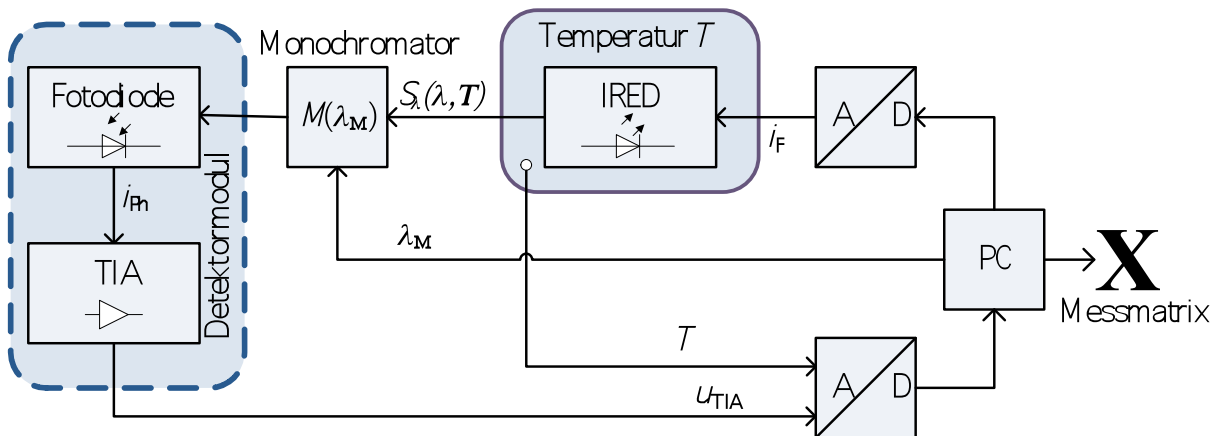 Temperatur T
Monochromator
Fotodiode
M(λM)
Sλ(λ, T)
IRED
A D
iF
iPh
Detektormodul
λM
PC
X
Messmatrix
TIA
T
A D
uTIA